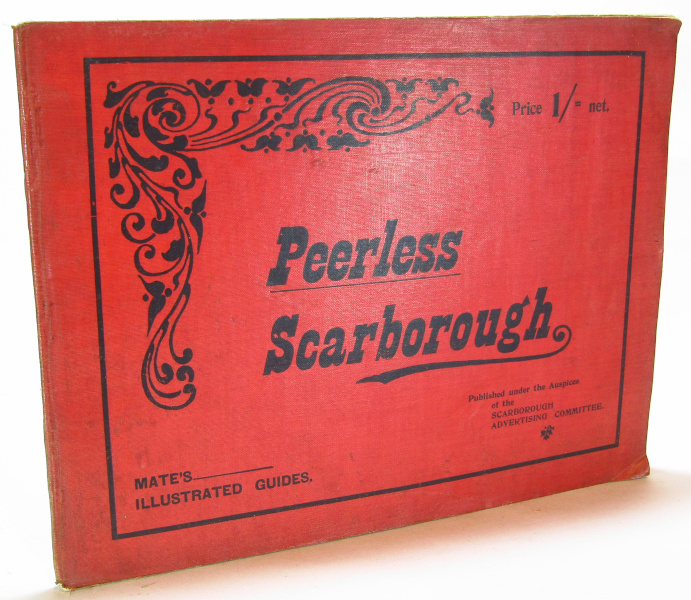 Price 1/= net.
Peerless
Scarborough
Published under the Auspices
of the
SCARBOROUGH
ADVERTISING COMMITTEE.
MATE'S
ILLUSTRATED GUIDES.